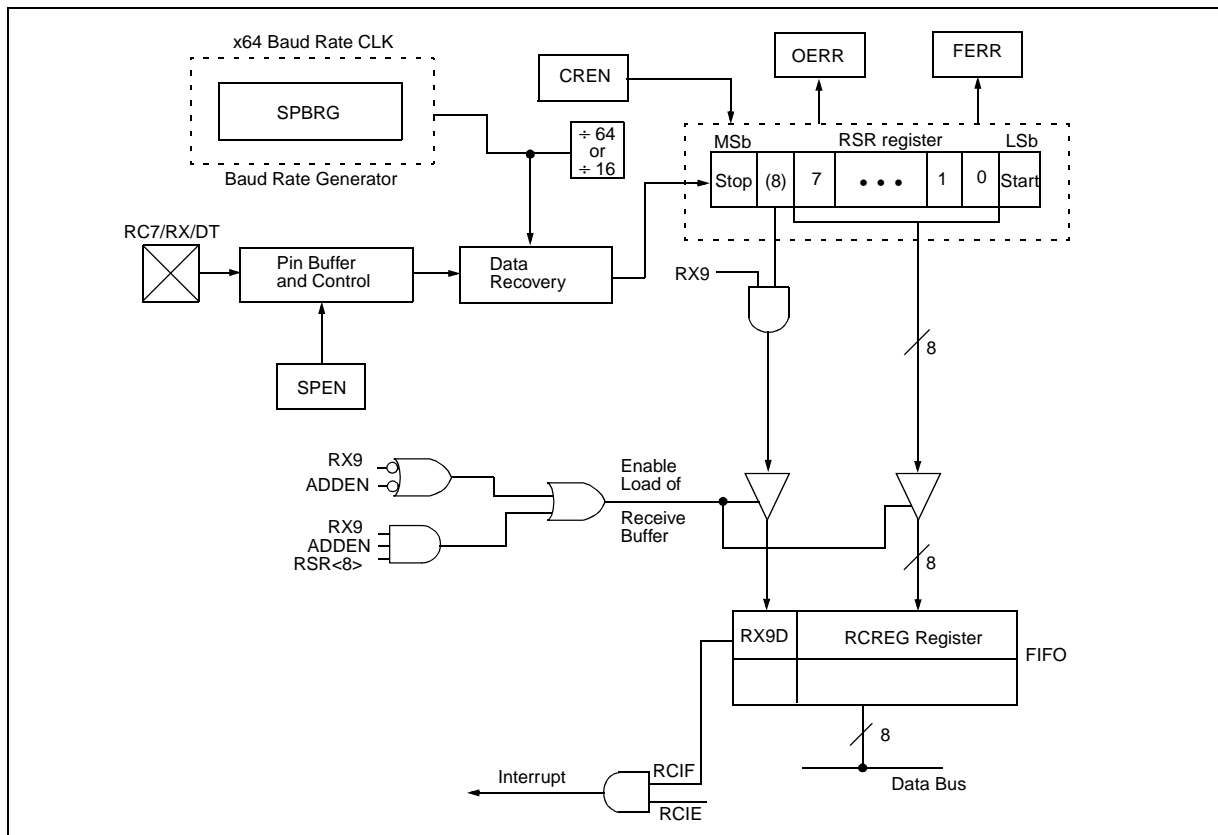 x64 Baud Rate CLK
SPBRG
Baud Rate Generator
CREN
OERR
FERR
÷ 64
or
÷ 16
MSb
RSR register
LSb
Stop
(8)
7
• • •
1
0
Start
RC7/RX/DT
Pin Buffer
and Control
Data
Recovery
RX9
8
SPEN
RX9
ADDEN
RX9
ADDEN
RSR<8>
Enable
Load of
Receive
Buffer
8
RX9D
RCREG Register
FIFO
8
Data Bus
Interrupt
RCIF
RCIE